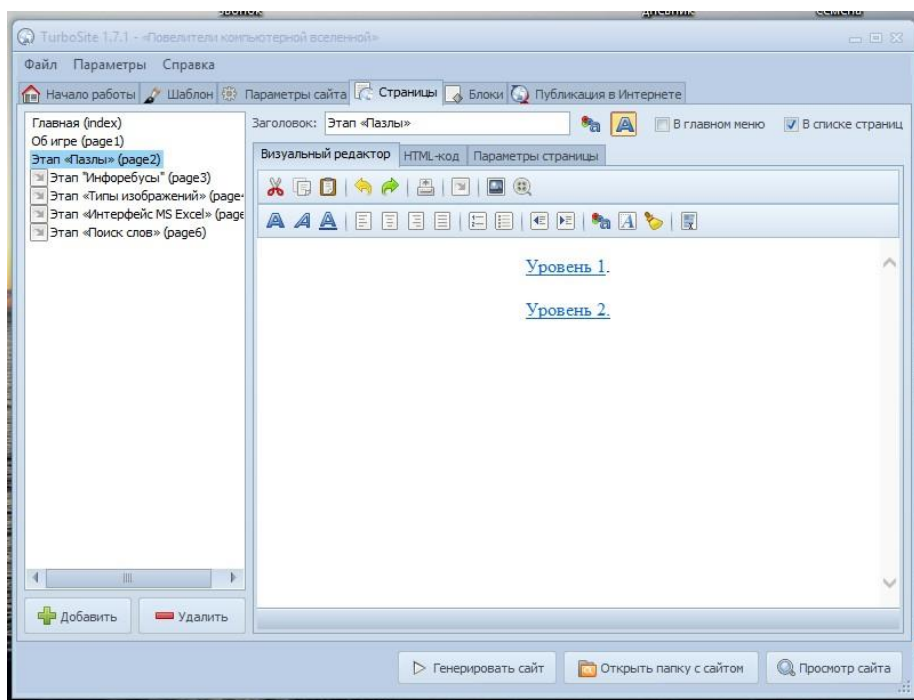 звонок дневник семена
TurboSite 1.7.1 - «Повелители компьютерной вселенной»
Файл Параметры Справка
Начало работы Шаблон Параметры сайта Страницы Блоки Публикация в Интернете
Главная (index)
Об игре (page1)
Этап «Пазлы» (page2)
Этап "Инфоребусы" (page3)
Этап «Типы изображений» (page
Этап «Интерфейс MS Excel» (page
Этап «Поиск слов» (page6)
Заголовок: Этап «Пазлы» В главном меню В списке страниц
Визуальный редактор HTML-код Параметры страницы
Уровень 1.
Уровень 2.
Добавить Удалить
Генерировать сайт Открыть папку с сайтом Просмотр сайта